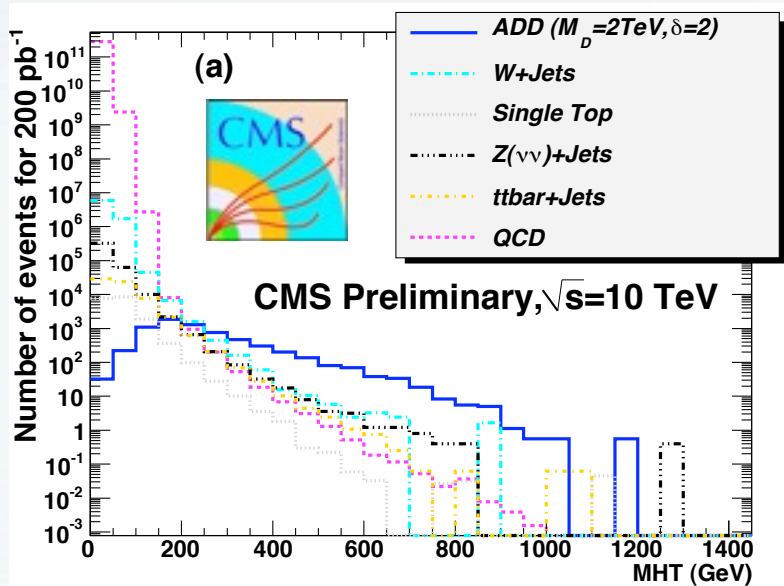 Number of events for 200 pb⁻¹
10¹¹
10¹⁰
10⁹
10⁸
10⁷
10⁶
10⁵
10⁴
10³
10²
10
1
10⁻¹
10⁻²
10⁻³
(a)
CMS
ADD (M_D=2TeV,δ=2)
W+Jets
Single Top
Z(νν)+Jets
ttbar+Jets
QCD
CMS Preliminary,√s=10 TeV
0 200 400 600 800 1000 1200 1400
MHT (GeV)